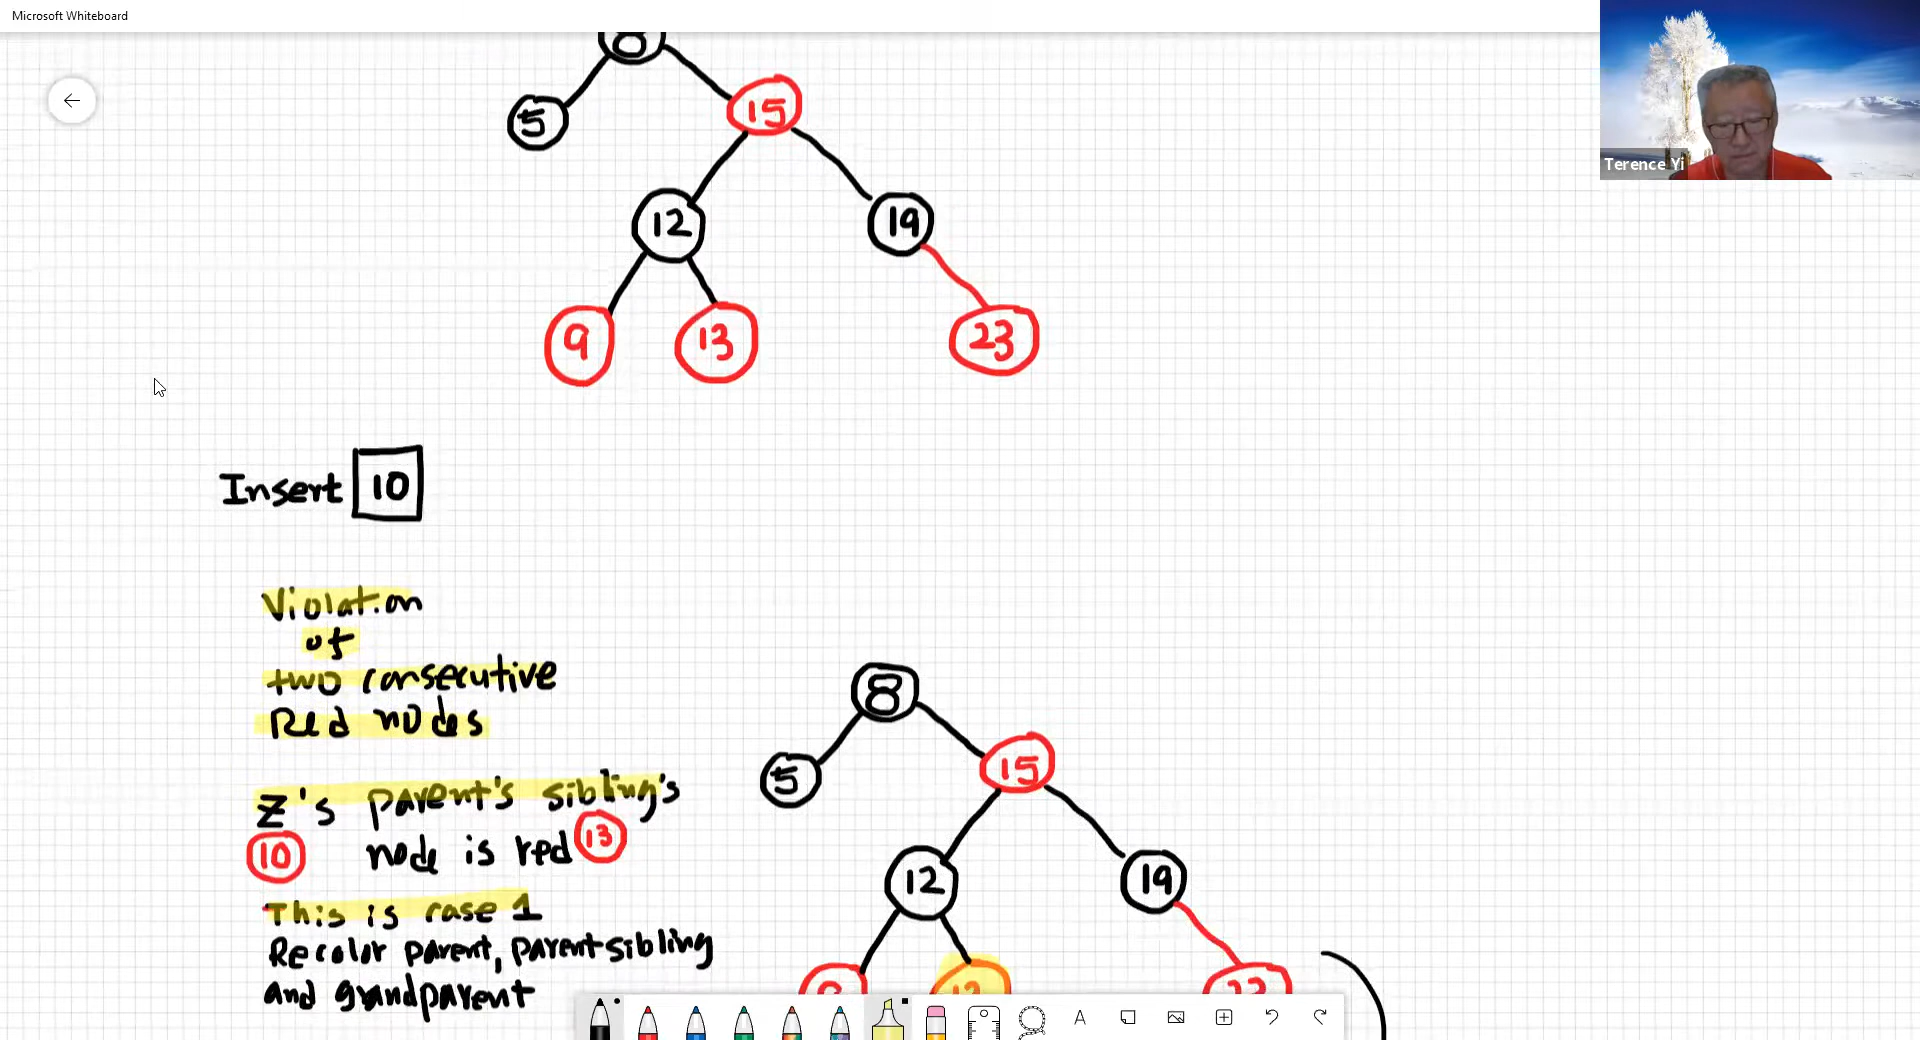 Microsoft Whiteboard
8
5
15
12
19
9
13
23
Terence Yi
Insert 10
Violation
of
two consecutive
Red nodes
8
5
15
12
19
Z's parent's sibling's
10 node is red 13
This is case 1
Recolor parent, parent sibling
and grandparent
A